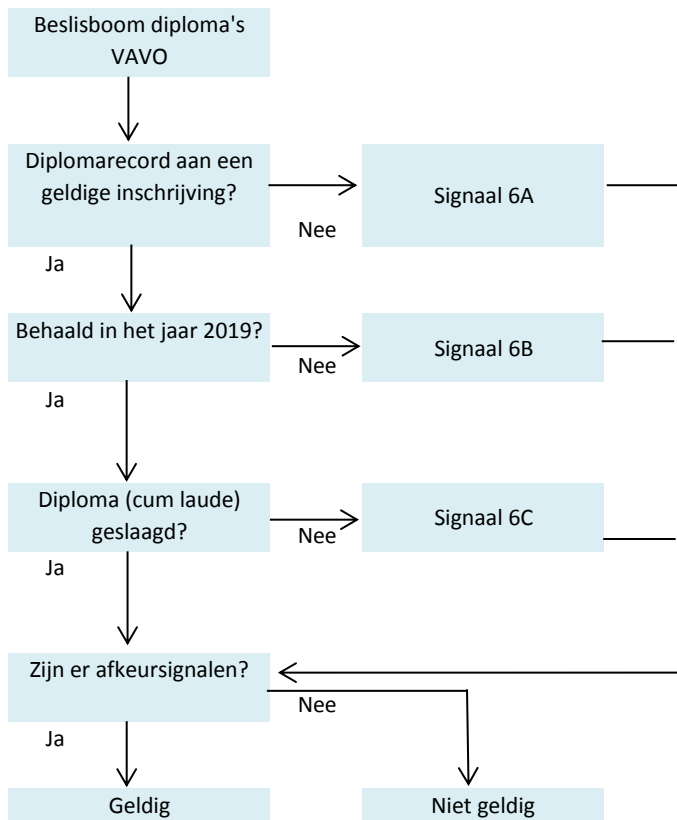 Beslisboom diploma's
VAVO
Diplomarecord aan een
geldige inschrijving?
Signaal 6A
Nee
Ja
Behaald in het jaar 2019?
Signaal 6B
Nee
Ja
Diploma (cum laude)
geslaagd?
Signaal 6C
Nee
Ja
Zijn er afkeursignalen?
Nee
Ja
Geldig
Niet geldig